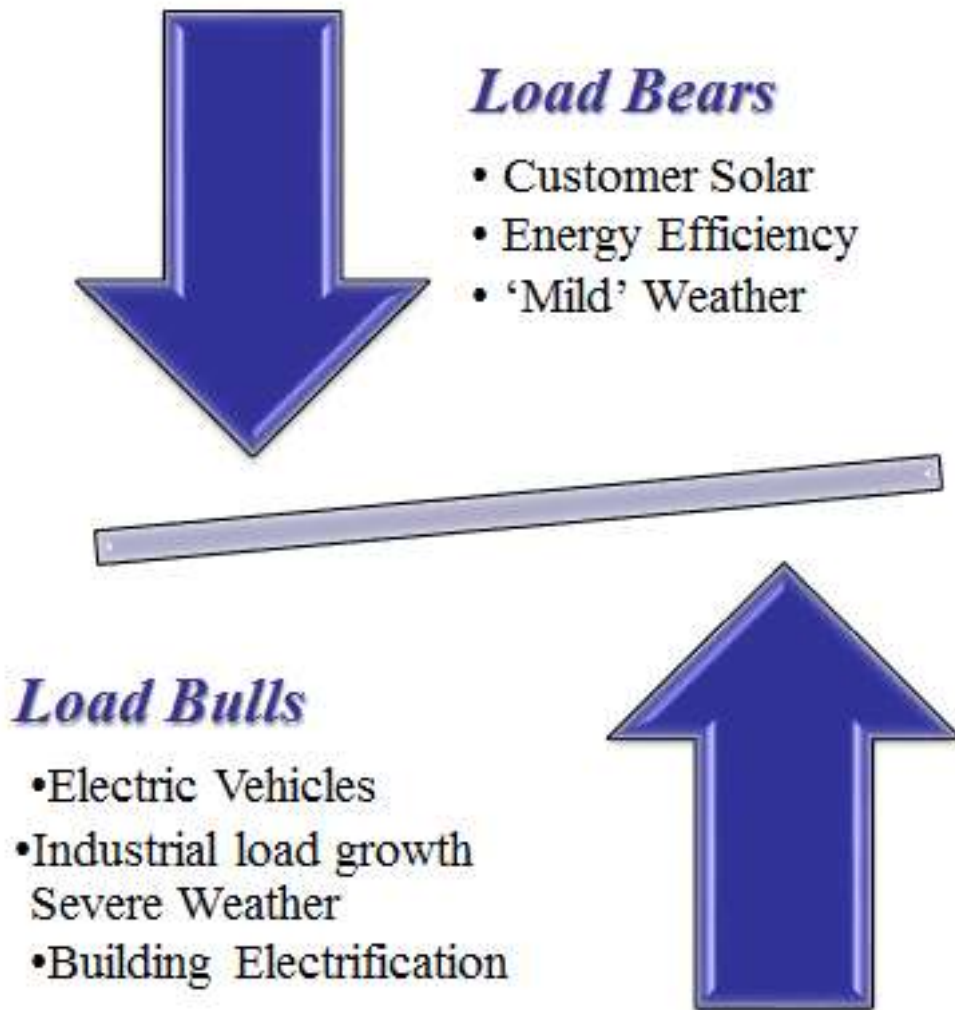 Load Bears
• Customer Solar
• Energy Efficiency
• ‘Mild’ Weather
Load Bulls
•Electric Vehicles
•Industrial load growth
Severe Weather
•Building Electrification